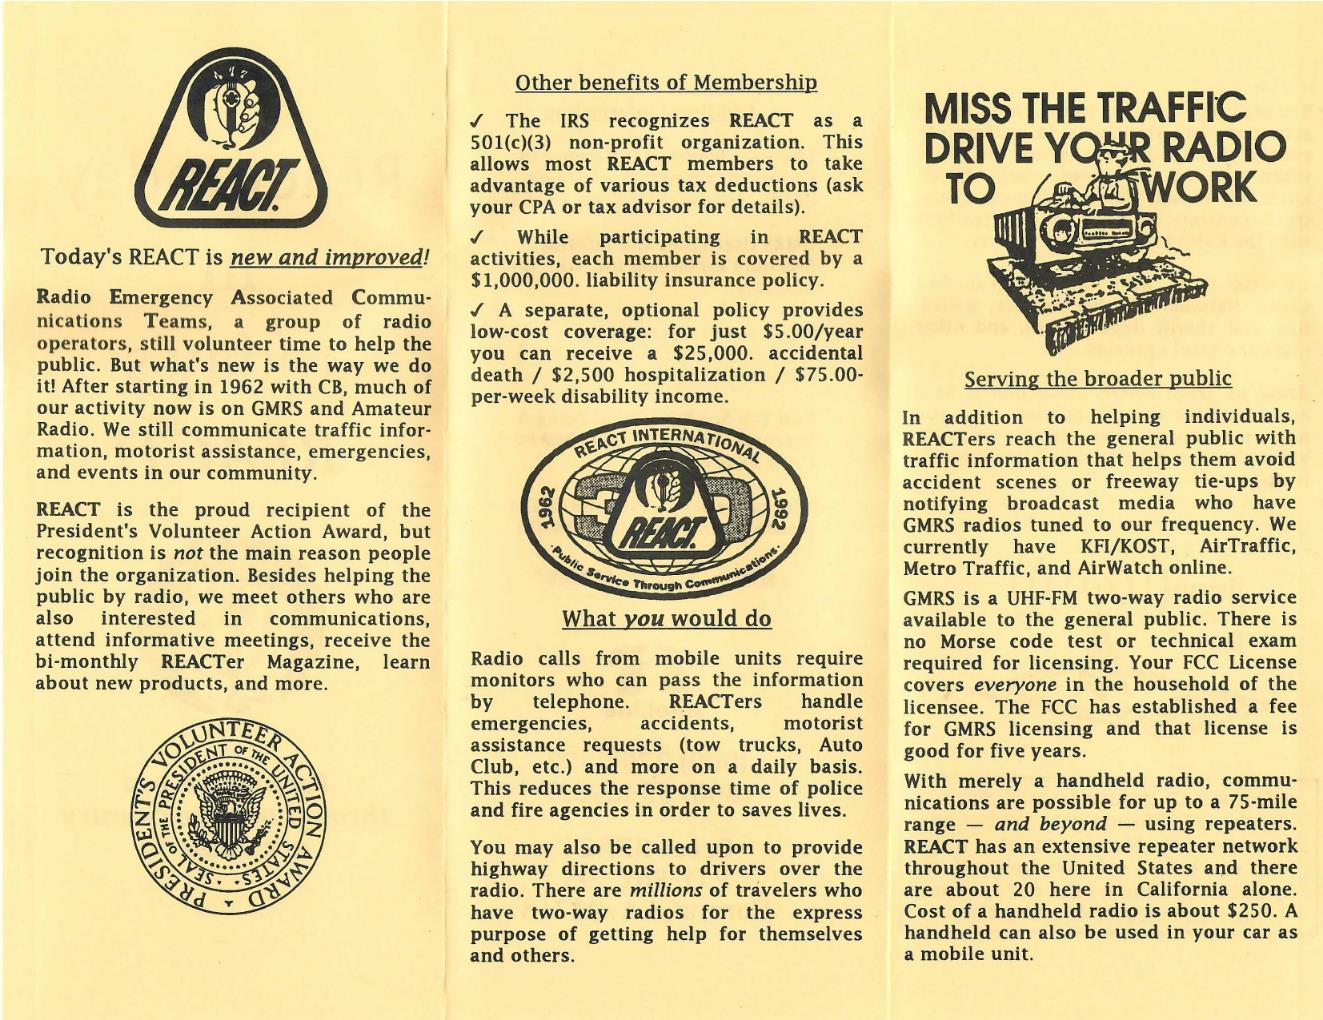 REACT.
Today's REACT is new and improved!
Radio Emergency Associated Commu-
nications Teams, a group of radio
operators, still volunteer time to help the
public. But what's new is the way we do
it! After starting in 1962 with CB, much of
our activity now is on GMRS and Amateur
Radio. We still communicate traffic infor-
mation, motorist assistance, emergencies,
and events in our community.
REACT is the proud recipient of the
President's Volunteer Action Award, but
recognition is not the main reason people
join the organization. Besides helping the
public by radio, we meet others who are
also interested in communications,
attend informative meetings, receive the
bi-monthly REACTer Magazine, learn
about new products, and more.
PRESIDENT'S VOLUNTEER ACTION AWARD
SEAL OF THE PRESIDENT OF THE UNITED STATES
Other benefits of Membership
✓ The IRS recognizes REACT as a
501(c)(3) non-profit organization. This
allows most REACT members to take
advantage of various tax deductions (ask
your CPA or tax advisor for details).
✓ While participating in REACT
activities, each member is covered by a
$1,000,000. liability insurance policy.
✓ A separate, optional policy provides
low-cost coverage: for just $5.00/year
you can receive a $25,000. accidental
death / $2,500 hospitalization / $75.00-
per-week disability income.
REACT INTERNATIONAL
1962
30
1992
REACT.
Public Service Through Communications
What you would do
Radio calls from mobile units require
monitors who can pass the information
by telephone. REACTers handle
emergencies, accidents, motorist
assistance requests (tow trucks, Auto
Club, etc.) and more on a daily basis.
This reduces the response time of police
and fire agencies in order to saves lives.
You may also be called upon to provide
highway directions to drivers over the
radio. There are millions of travelers who
have two-way radios for the express
purpose of getting help for themselves
and others.
MISS THE TRAFFIC
DRIVE YOUR RADIO
TO WORK
Serving the broader public
In addition to helping individuals,
REACTers reach the general public with
traffic information that helps them avoid
accident scenes or freeway tie-ups by
notifying broadcast media who have
GMRS radios tuned to our frequency. We
currently have KFI/KOST, AirTraffic,
Metro Traffic, and AirWatch online.
GMRS is a UHF-FM two-way radio service
available to the general public. There is
no Morse code test or technical exam
required for licensing. Your FCC License
covers everyone in the household of the
licensee. The FCC has established a fee
for GMRS licensing and that license is
good for five years.
With merely a handheld radio, commu-
nications are possible for up to a 75-mile
range — and beyond — using repeaters.
REACT has an extensive repeater network
throughout the United States and there
are about 20 here in California alone.
Cost of a handheld radio is about $250. A
handheld can also be used in your car as
a mobile unit.